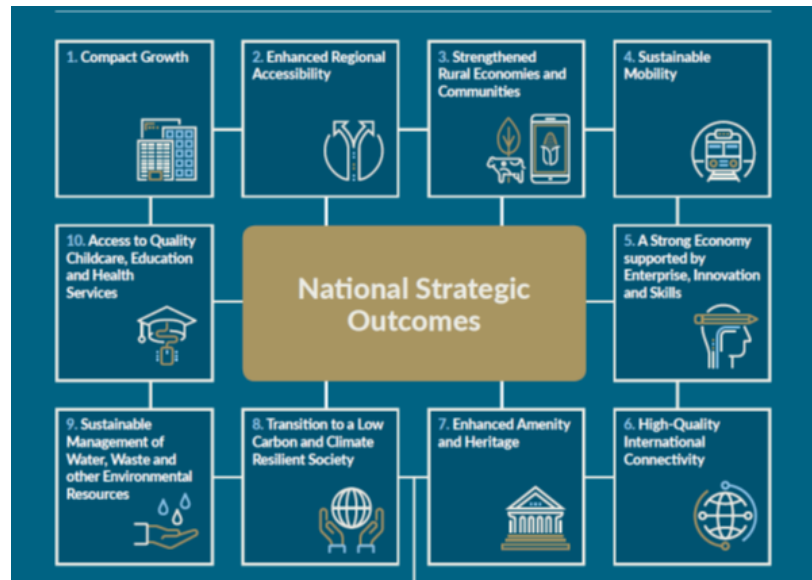 1. Compact Growth
2. Enhanced Regional
Accessibility
3. Strengthened
Rural Economies and
Communities
4. Sustainable
Mobility
10. Access to Quality
Childcare, Education
and Health
Services
National Strategic
Outcomes
5. A Strong Economy
supported by
Enterprise, Innovation
and Skills
9. Sustainable
Management of
Water, Waste and
other Environmental
Resources
8. Transition to a Low
Carbon and Climate
Resilient Society
7. Enhanced Amenity
and Heritage
6. High-Quality
International
Connectivity